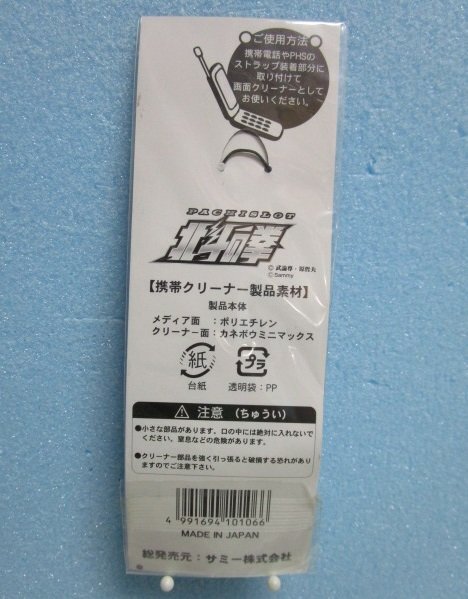 ご使用方法
携帯電話やPHSの
ストラップ装着部分に
取り付けて
画面クリーナーとして
お使いください。
PACHISLOT
北斗の拳
© 武論尊・原哲夫
©Sammy
【携帯クリーナー製品素材】
製品本体
メディア面 ：ポリエチレン
クリーナー面：カネボウミニマックス
紙
プラ
台紙
透明袋：PP
注意（ちゅうい）
●小さな部品があります。口の中には絶対に入れないで
ください。窒息などの危険があります。
●クリーナー部品を強く引っ張ると破損する恐れがあり
ますのでご注意下さい。
4 991694 101066
MADE IN JAPAN
総発売元：サミー株式会社